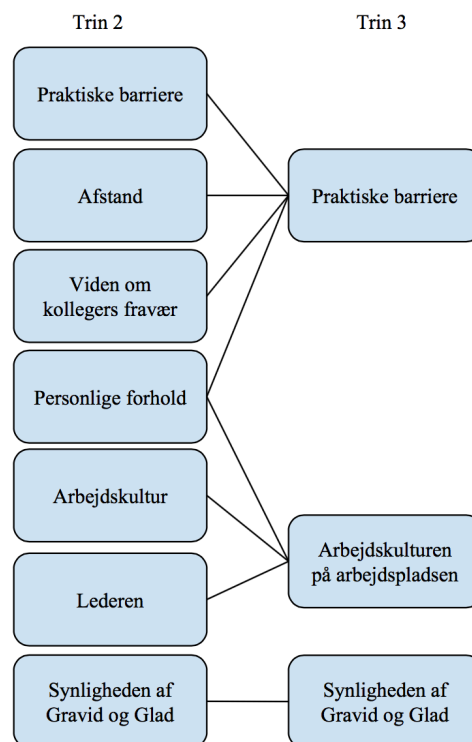 Trin 2
Trin 3
Praktiske barriere
Afstand
Praktiske barriere
Viden om
kollegers fravær
Personlige forhold
Arbejdskultur
Arbejdskulturen
på arbejdspladsen
Lederen
Synligheden af
Gravid og Glad
Synligheden af
Gravid og Glad